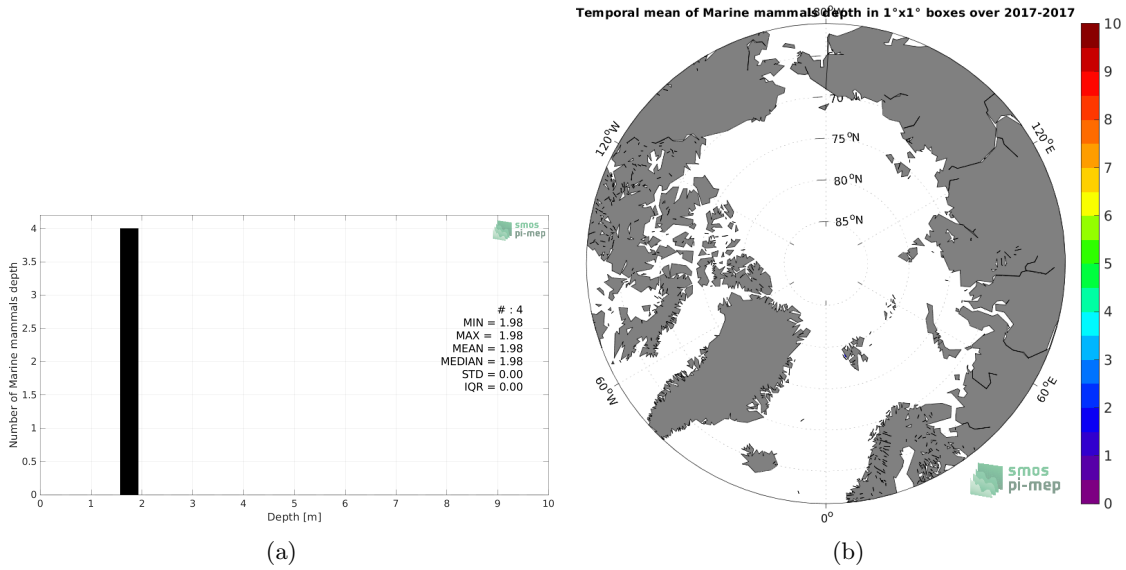 smos
pi-mep
Number of Marine mammals depth
4
3.5
3
2.5
2
1.5
1
0.5
0
# : 4
MIN = 1.98
MAX = 1.98
MEAN = 1.98
MEDIAN = 1.98
STD = 0.00
IQR = 0.00
0 1 2 3 4 5 6 7 8 9 10
Depth [m]
(a)
Temporal mean of Marine mammals depth in 1°x1° boxes over 2017-2017
180°W
120°W
120°E
70
75°N
80°N
85°N
60°W
60°E
0°
10
9
8
7
6
5
4
3
2
1
0
smos
pi-mep
(b)